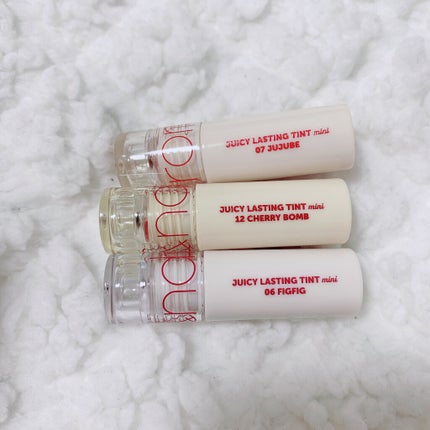 JUICY LASTING TINT mini
07 JUJUBE
JUICY LASTING TINT mini
12 CHERRY BOMB
JUICY LASTING TINT mini
06 FIGFIG